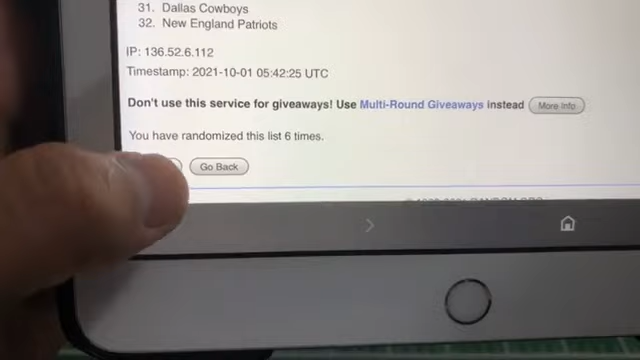 31. Dallas Cowboys
32. New England Patriots
IP: 136.52.6.112
Timestamp: 2021-10-01 05:42:25 UTC
Don't use this service for giveaways! Use Multi-Round Giveaways instead More Info
You have randomized this list 6 times.
Go Back